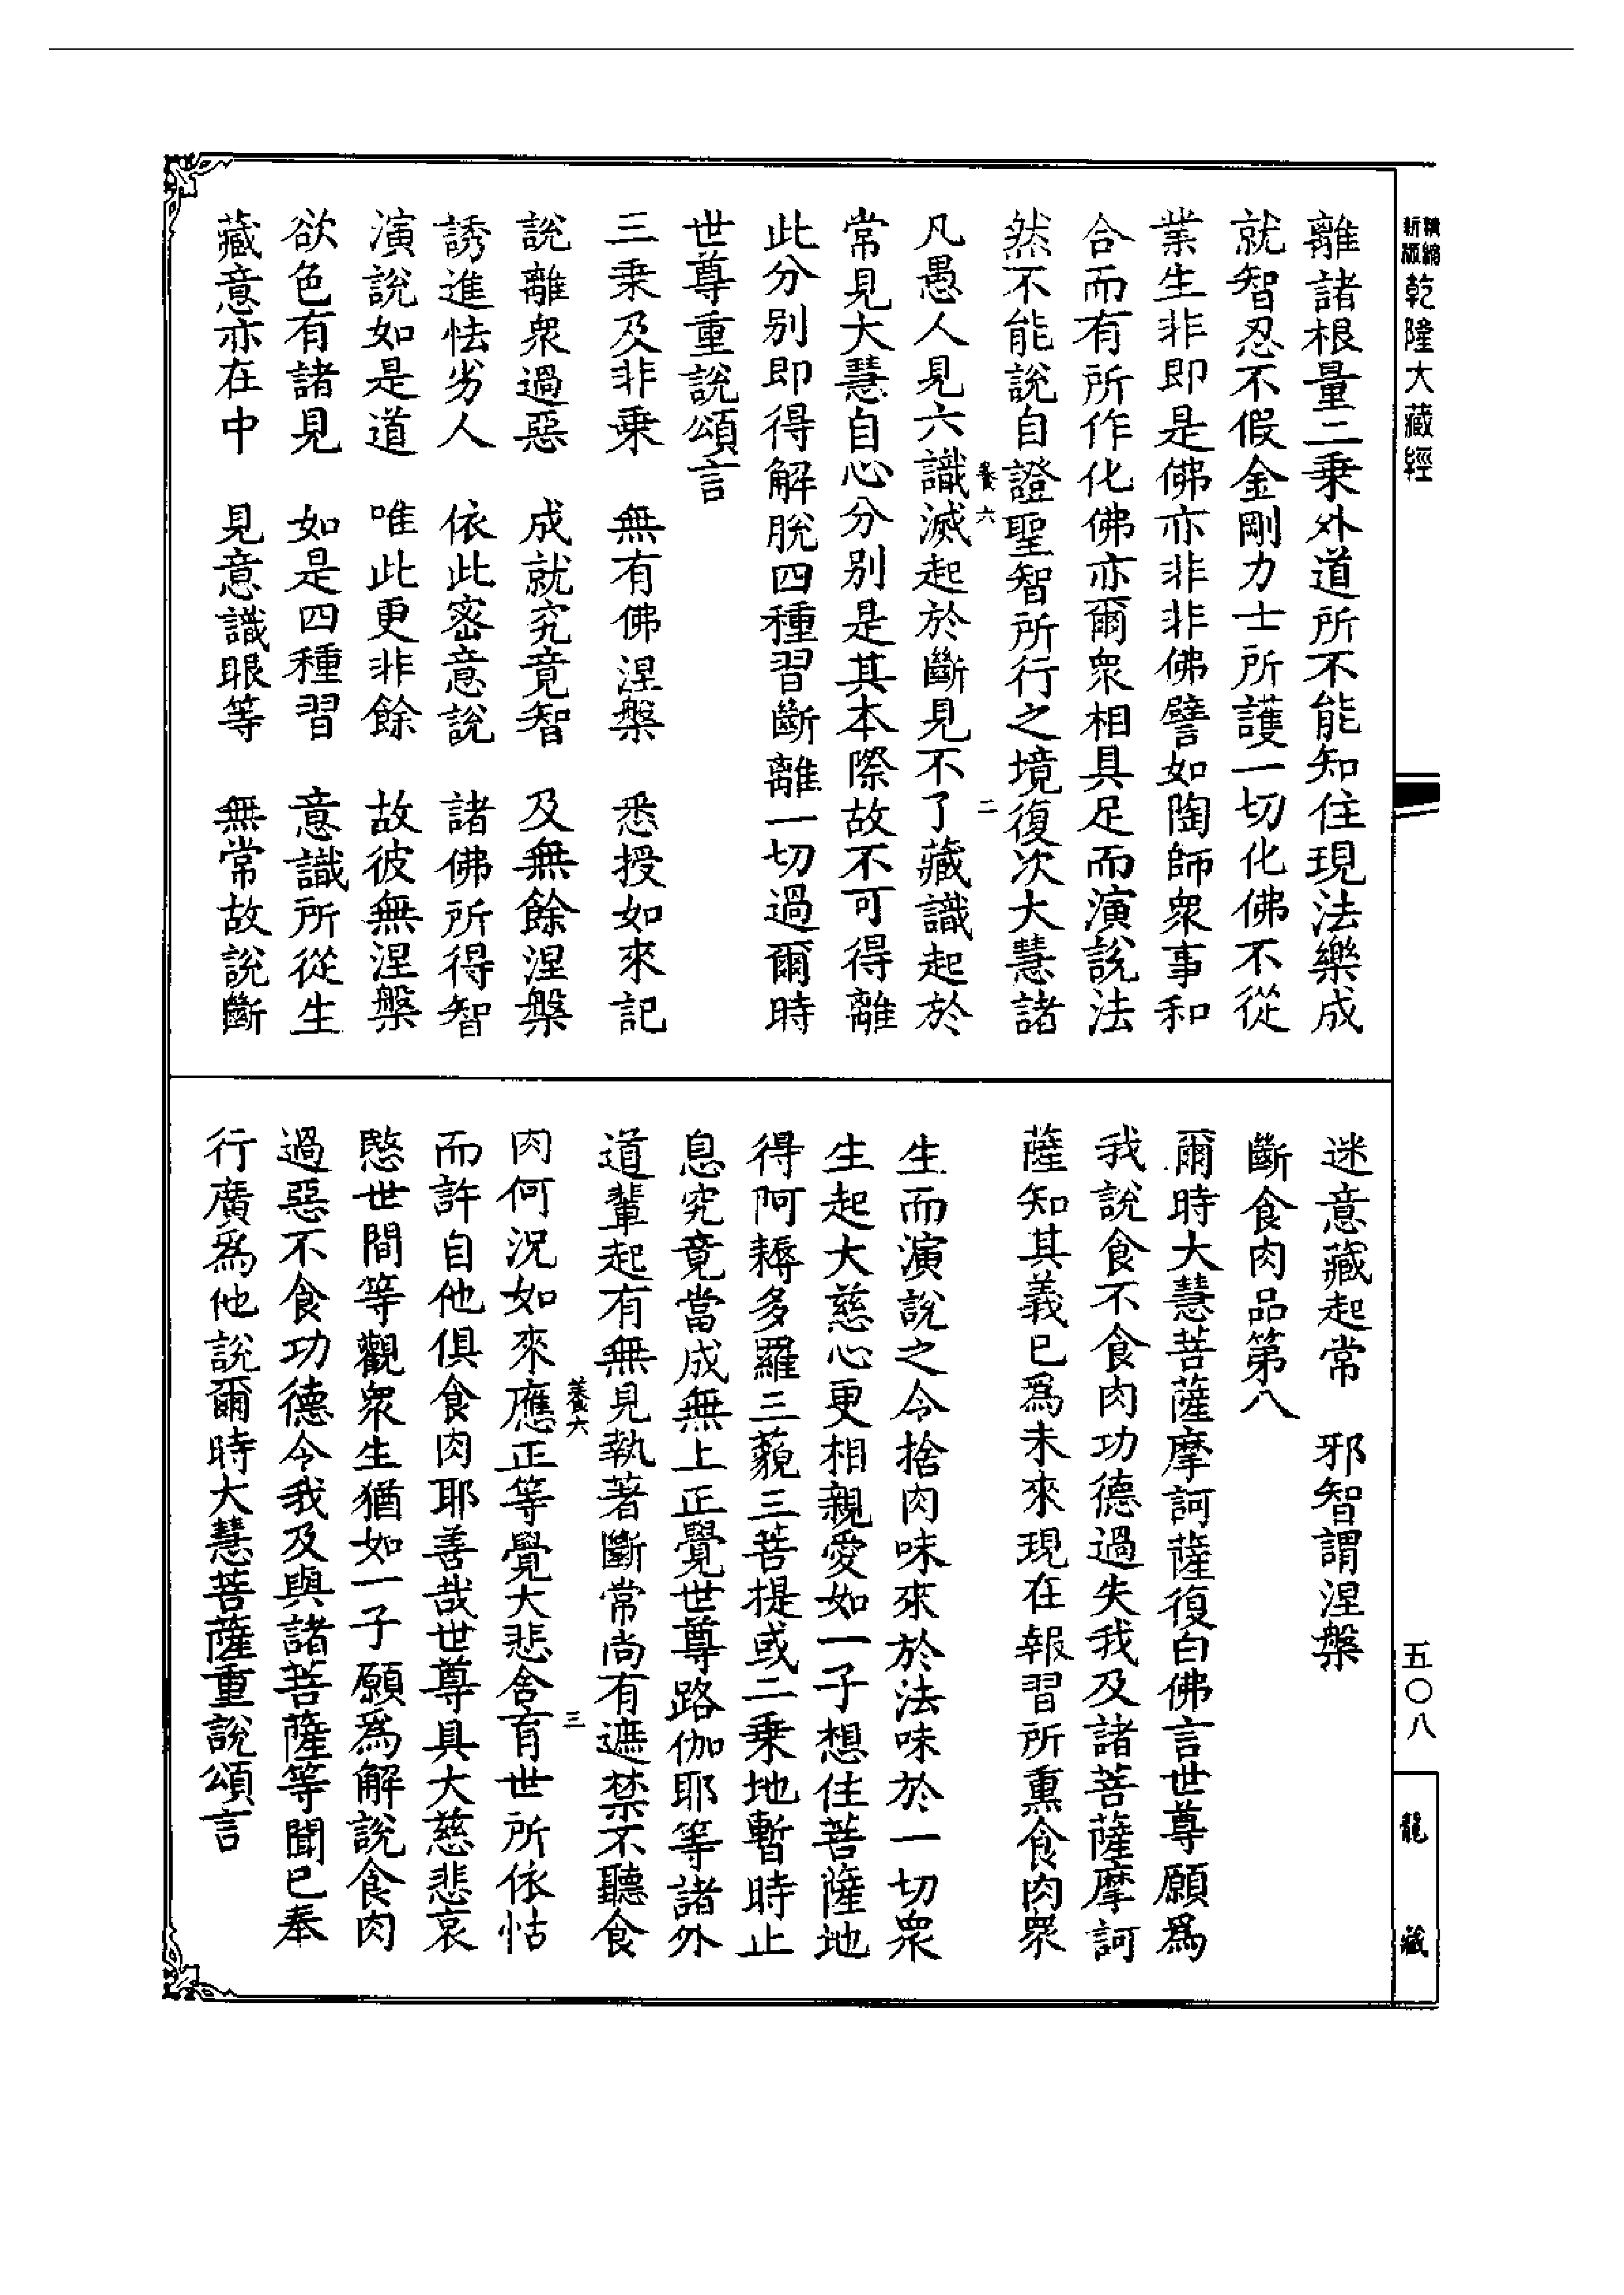 精縮新版乾隆大藏經
離諸根量二乘外道所不能知住現法樂成
就智忍不假金剛力士所護一切化佛不從
業生非即是佛亦非非佛譬如陶師衆事和
合而有所作化佛亦爾衆相具足而演說法
然不能說自證聖智所行之境復次大慧諸
養六 二
凡愚人見六識滅起於斷見不了藏識起於
常見大慧自心分别是其本際故不可得離
此分别即得解脫四種習斷離一切過爾時
世尊重說頌言
三乘及非乘 無有佛涅槃 悉授如來記
說離衆過惡 成就究竟智 及無餘涅槃
誘進怯劣人 依此密意說 諸佛所得智
演說如是道 唯此更非餘 故彼無涅槃
欲色有諸見 如是四種習 意識所從生
藏意亦在中 見意識眼等 無常故說斷
迷意藏起常 邪智謂涅槃
斷食肉品第八
爾時大慧菩薩摩訶薩復白佛言世尊願爲
我說食不食肉功德過失我及諸菩薩摩訶
薩知其義已爲未來現在報習所熏食肉衆
生而演說之令捨肉味來於法味於一切衆
生起大慈心更相親愛如一子想住菩薩地
得阿耨多羅三藐三菩提或二乘地暫時止
息究竟當成無上正覺世尊路伽耶等諸外
道輩起有無見執著斷常尚有遮禁不聽食
養六 三
肉何況如來應正等覺大悲含育世所依怙
而許自他俱食肉耶善哉世尊具大慈悲哀
愍世間等觀衆生猶如一子願爲解說食肉
過惡不食功德令我及與諸菩薩等聞已奉
行廣爲他說爾時大慧菩薩重說頌言
五〇八
龍藏